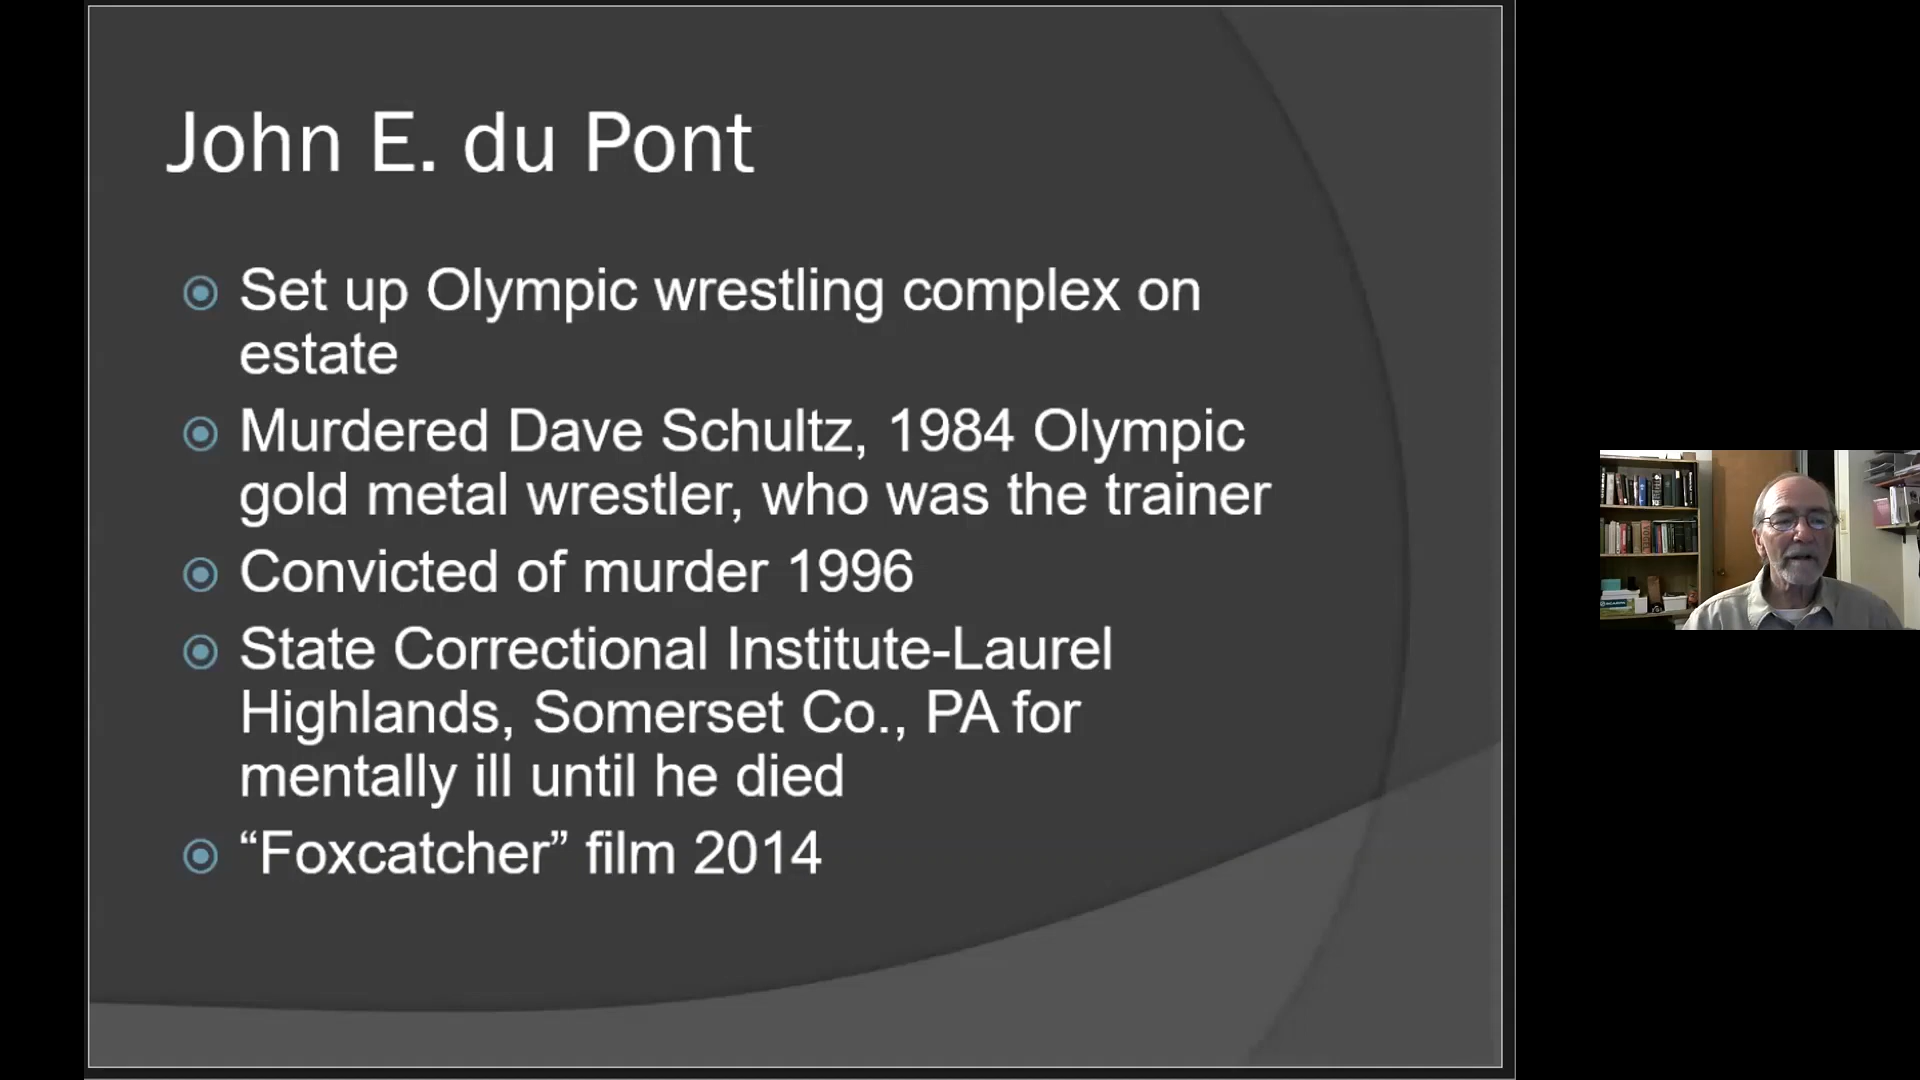 John E. du Pont
Set up Olympic wrestling complex on
estate
Murdered Dave Schultz, 1984 Olympic
gold metal wrestler, who was the trainer
Convicted of murder 1996
State Correctional Institute-Laurel
Highlands, Somerset Co., PA for
mentally ill until he died
“Foxcatcher” film 2014